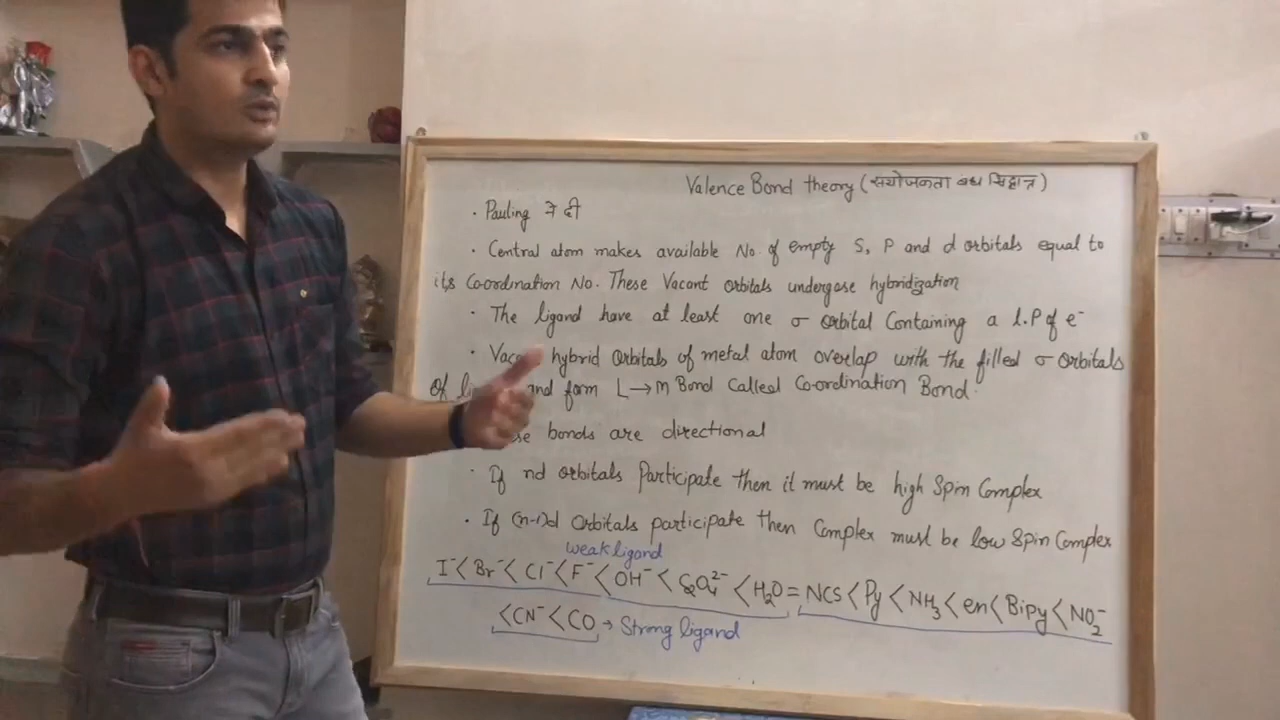 Valence Bond theory (संयोजकता बंध सिद्धान्त)
· Pauling ने दी
· Central atom makes available No. of empty S, P and d orbitals equal to
its Co-ordination No. These Vacant orbitals undergose hybridization
· The ligand have at least one σ orbital Containing a l.P of e⁻
· hybrid orbitals of metal atom overlap with the filled σ orbitals
of form L→m Bond Called Co-ordination Bond.
bonds are directional
· If nd orbitals Participate then it must be high Spin Complex
· If (n-1)d Orbitals participate then Complex must be low Spin Complex
weak ligand
I⁻ < Br⁻ < Cl⁻ < F⁻ < OH⁻ < C₂O₄²⁻ < H₂O = NCS < Py < NH₃ < en < Bipy < NO₂⁻
< CN⁻ < CO → Strong ligand